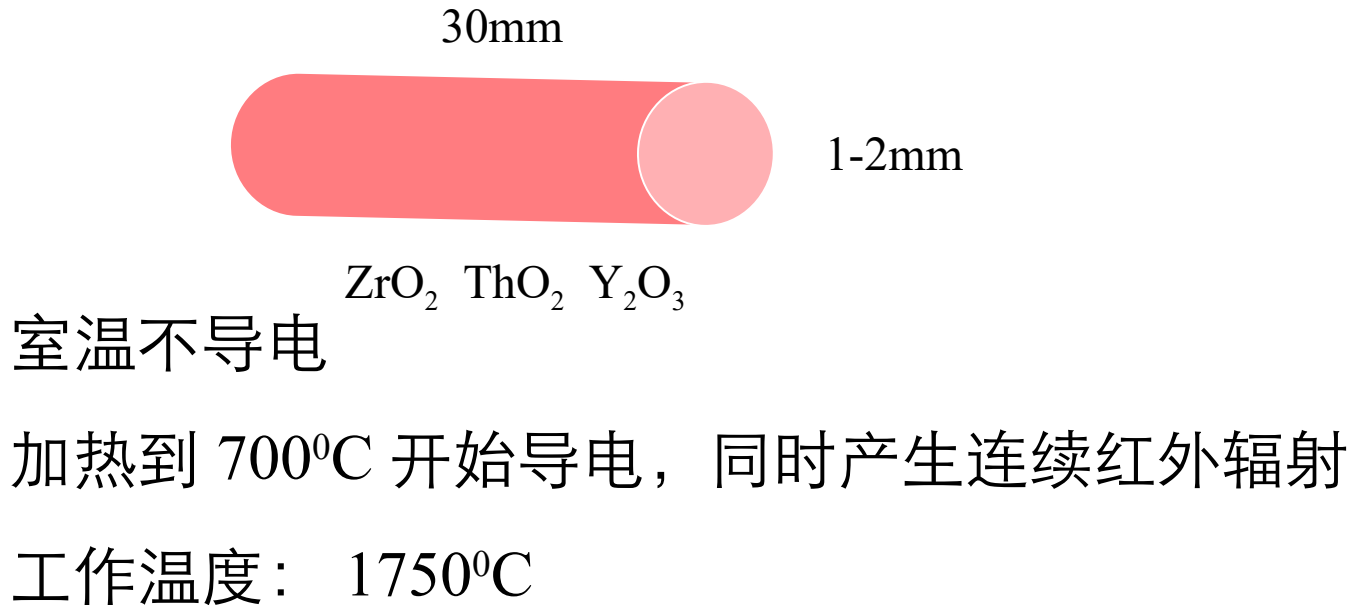 30mm
1-2mm
ZrO₂ ThO₂ Y₂O₃
室温不导电
加热到 700⁰C 开始导电，同时产生连续红外辐射
工作温度： 1750⁰C